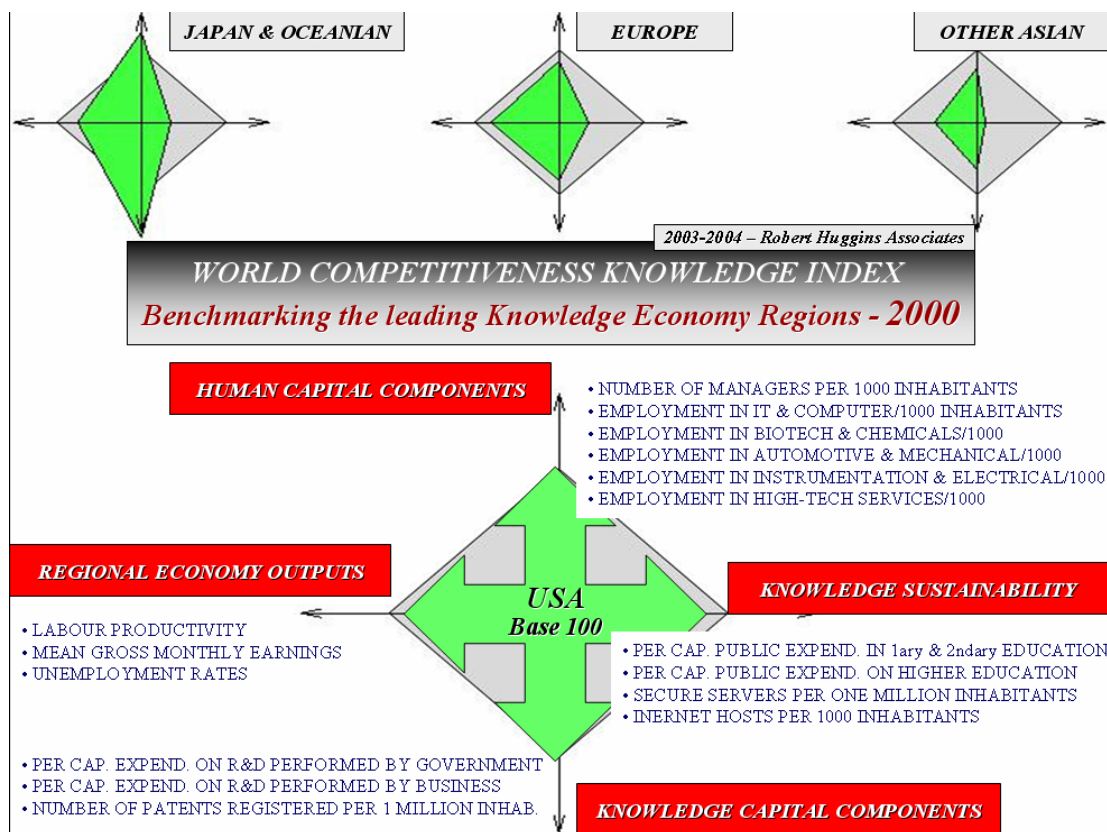 JAPAN & OCEANIAN
EUROPE
OTHER ASIAN
2003-2004 – Robert Huggins Associates
WORLD COMPETITIVENESS KNOWLEDGE INDEX
Benchmarking the leading Knowledge Economy Regions - 2000
HUMAN CAPITAL COMPONENTS
• NUMBER OF MANAGERS PER 1000 INHABITANTS
• EMPLOYMENT IN IT & COMPUTER/1000 INHABITANTS
• EMPLOYMENT IN BIOTECH & CHEMICALS/1000
• EMPLOYMENT IN AUTOMOTIVE & MECHANICAL/1000
• EMPLOYMENT IN INSTRUMENTATION & ELECTRICAL/1000
• EMPLOYMENT IN HIGH-TECH SERVICES/1000
REGIONAL ECONOMY OUTPUTS
• LABOUR PRODUCTIVITY
• MEAN GROSS MONTHLY EARNINGS
• UNEMPLOYMENT RATES
USA
Base 100
KNOWLEDGE SUSTAINABILITY
• PER CAP. PUBLIC EXPEND. IN 1ary & 2ndary EDUCATION
• PER CAP. PUBLIC EXPEND. ON HIGHER EDUCATION
• SECURE SERVERS PER ONE MILLION INHABITANTS
• INERNET HOSTS PER 1000 INHABITANTS
• PER CAP. EXPEND. ON R&D PERFORMED BY GOVERNMENT
• PER CAP. EXPEND. ON R&D PERFORMED BY BUSINESS
• NUMBER OF PATENTS REGISTERED PER 1 MILLION INHAB.
KNOWLEDGE CAPITAL COMPONENTS